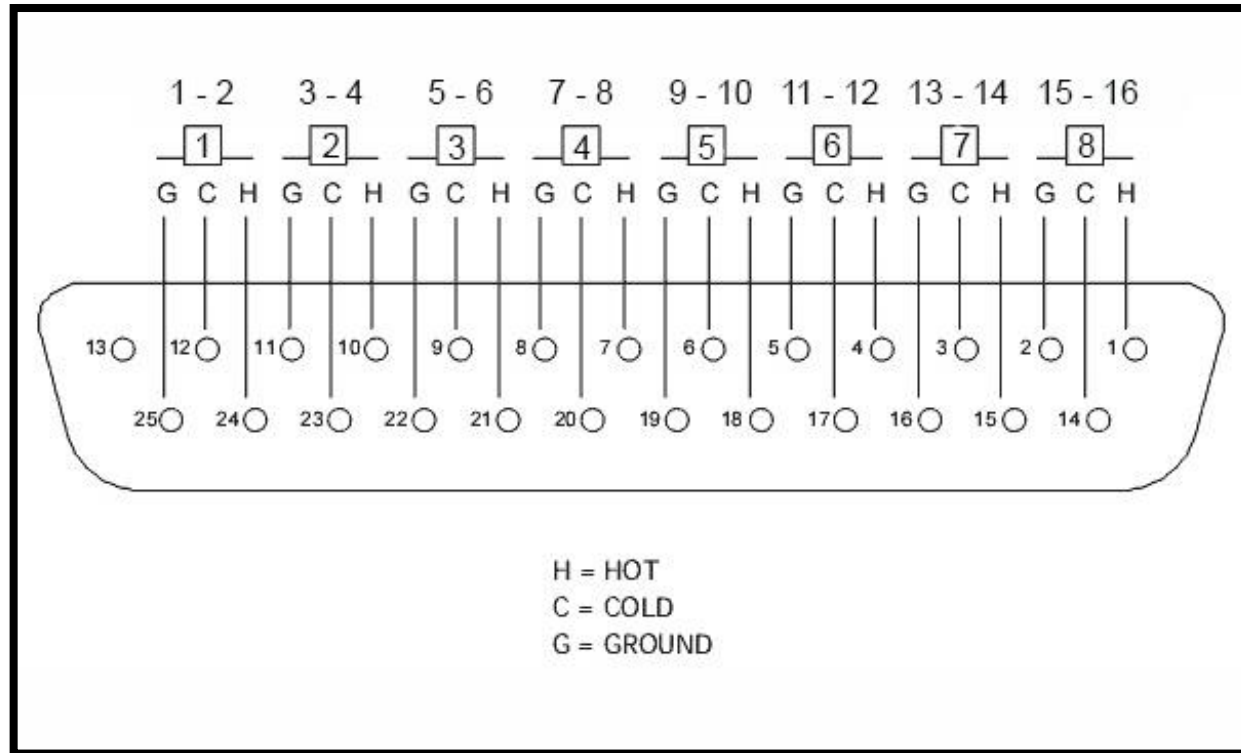 1 - 2 3 - 4 5 - 6 7 - 8 9 - 10 11 - 12 13 - 14 15 - 16
1 2 3 4 5 6 7 8
G C H G C H G C H G C H G C H G C H G C H G C H
13 12 11 10 9 8 7 6 5 4 3 2 1
25 24 23 22 21 20 19 18 17 16 15 14
H = HOT
C = COLD
G = GROUND